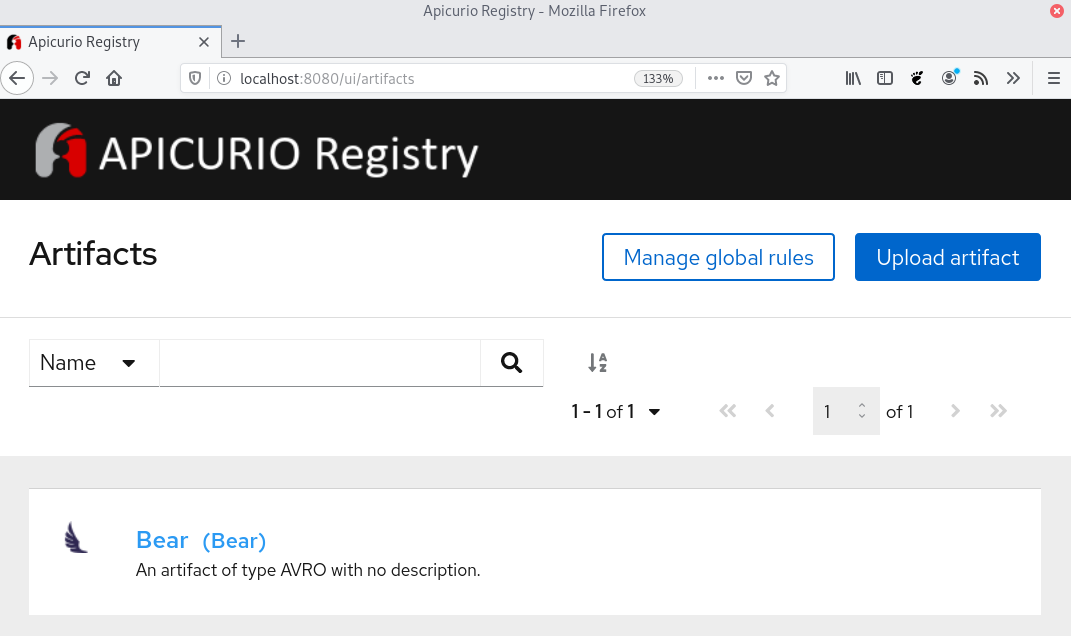 Apicurio Registry - Mozilla Firefox
Apicurio Registry
localhost:8080/ui/artifacts
133%
APICURIO Registry
Artifacts
Manage global rules
Upload artifact
Name
1 - 1 of 1
1
of 1
Bear (Bear)
An artifact of type AVRO with no description.